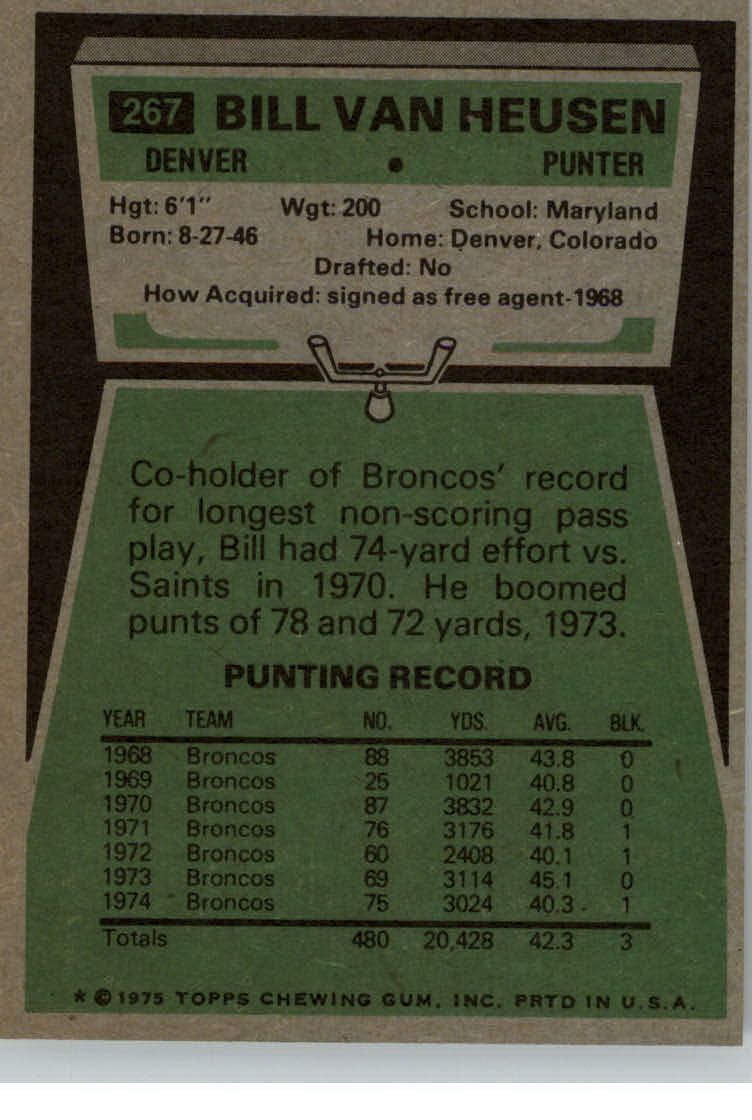 267 BILL VAN HEUSEN
DENVER • PUNTER
Hgt: 6'1" Wgt: 200 School: Maryland
Born: 8-27-46 Home: Denver, Colorado
Drafted: No
How Acquired: signed as free agent-1968
Co-holder of Broncos' record
for longest non-scoring pass
play, Bill had 74-yard effort vs.
Saints in 1970. He boomed
punts of 78 and 72 yards, 1973.
PUNTING RECORD
YEAR TEAM NO. YDS. AVG. BLK.
1968 Broncos 88 3853 43.8 0
1969 Broncos 25 1021 40.8 0
1970 Broncos 87 3832 42.9 0
1971 Broncos 76 3176 41.8 1
1972 Broncos 60 2408 40.1 1
1973 Broncos 69 3114 45.1 0
1974 Broncos 75 3024 40.3 1
Totals 480 20,428 42.3 3
* © 1975 TOPPS CHEWING GUM, INC. PRTD IN U.S.A.